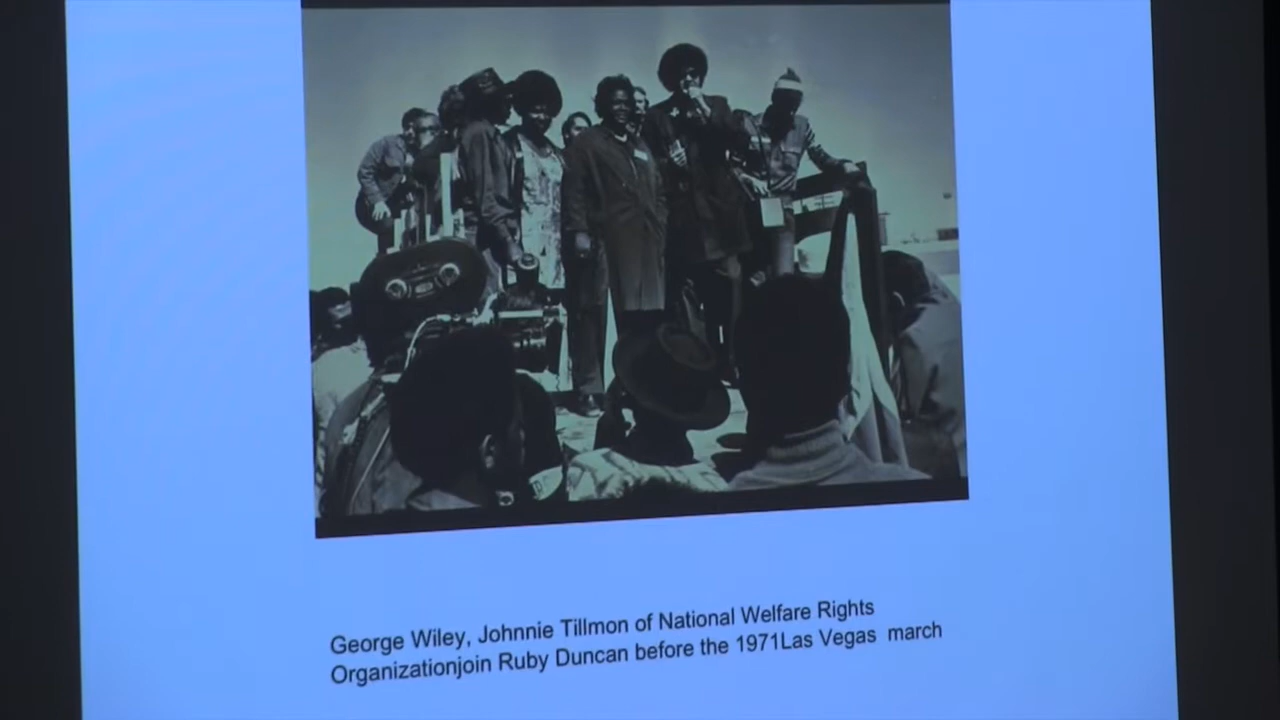 George Wiley, Johnnie Tillmon of National Welfare Rights
Organizationjoin Ruby Duncan before the 1971Las Vegas march